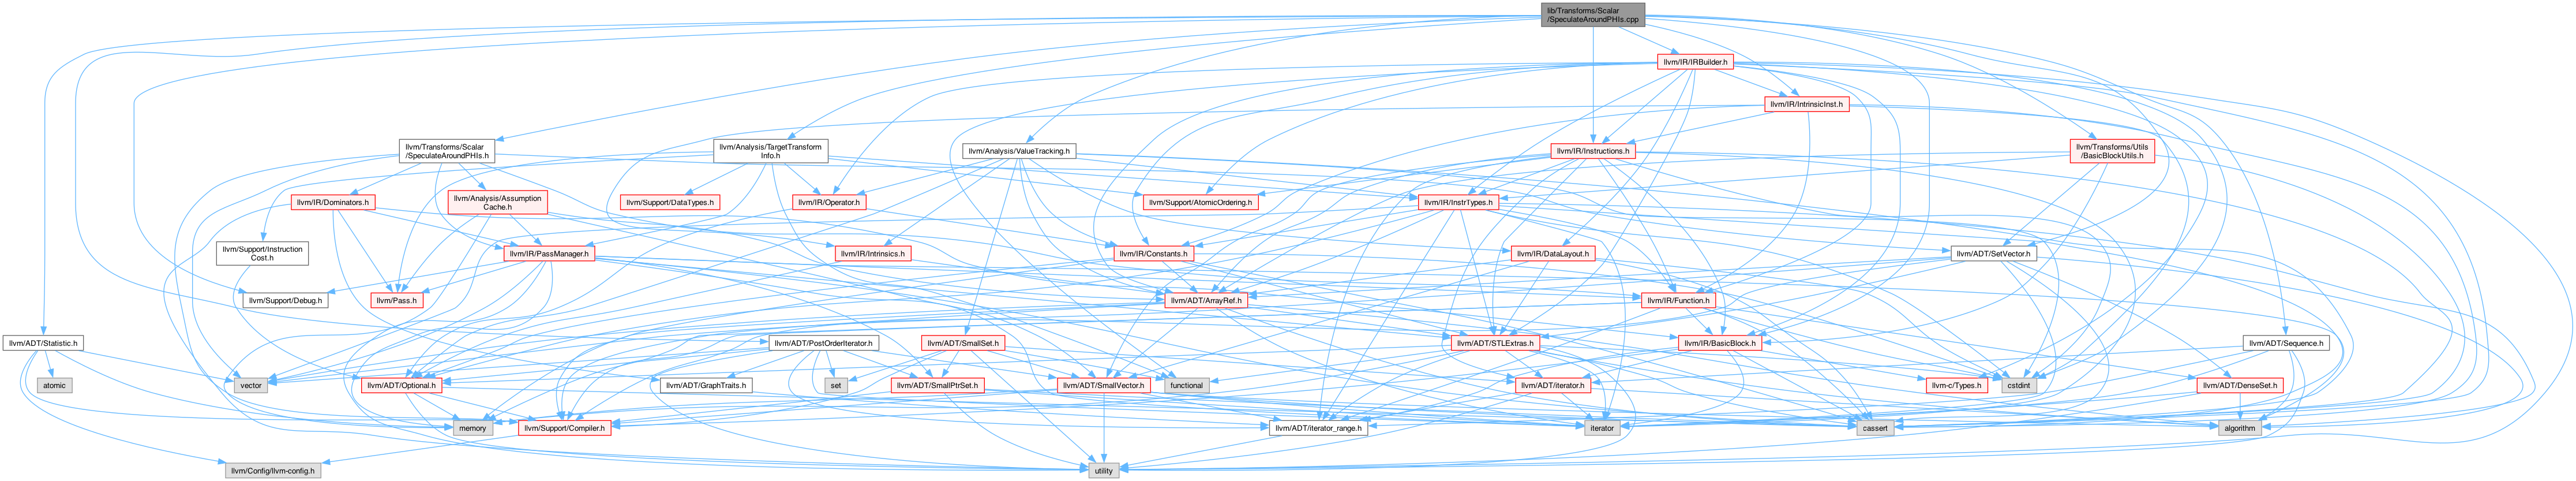 lib/Transforms/Scalar
/SpeculateAroundPHIs.cpp
llvm/IR/IRBuilder.h
llvm/IR/IntrinsicInst.h
llvm/Transforms/Scalar
/SpeculateAroundPHIs.h
llvm/Analysis/TargetTransform
Info.h
llvm/Analysis/ValueTracking.h
llvm/IR/Instructions.h
llvm/Transforms/Utils
/BasicBlockUtils.h
llvm/IR/Dominators.h
llvm/Analysis/Assumption
Cache.h
llvm/Support/DataTypes.h
llvm/IR/Operator.h
llvm/Support/AtomicOrdering.h
llvm/IR/InstrTypes.h
llvm/Support/Instruction
Cost.h
llvm/IR/PassManager.h
llvm/IR/Intrinsics.h
llvm/IR/Constants.h
llvm/IR/DataLayout.h
llvm/ADT/SetVector.h
llvm/Support/Debug.h
llvm/Pass.h
llvm/ADT/ArrayRef.h
llvm/IR/Function.h
llvm/ADT/Statistic.h
llvm/ADT/PostOrderIterator.h
llvm/ADT/SmallSet.h
llvm/ADT/STLExtras.h
llvm/IR/BasicBlock.h
llvm/ADT/Sequence.h
atomic
vector
llvm/ADT/Optional.h
llvm/ADT/GraphTraits.h
set
llvm/ADT/SmallPtrSet.h
llvm/ADT/SmallVector.h
functional
llvm/ADT/iterator.h
llvm-c/Types.h
cstdint
llvm/ADT/DenseSet.h
memory
llvm/Support/Compiler.h
llvm/ADT/iterator_range.h
iterator
cassert
algorithm
llvm/Config/llvm-config.h
utility